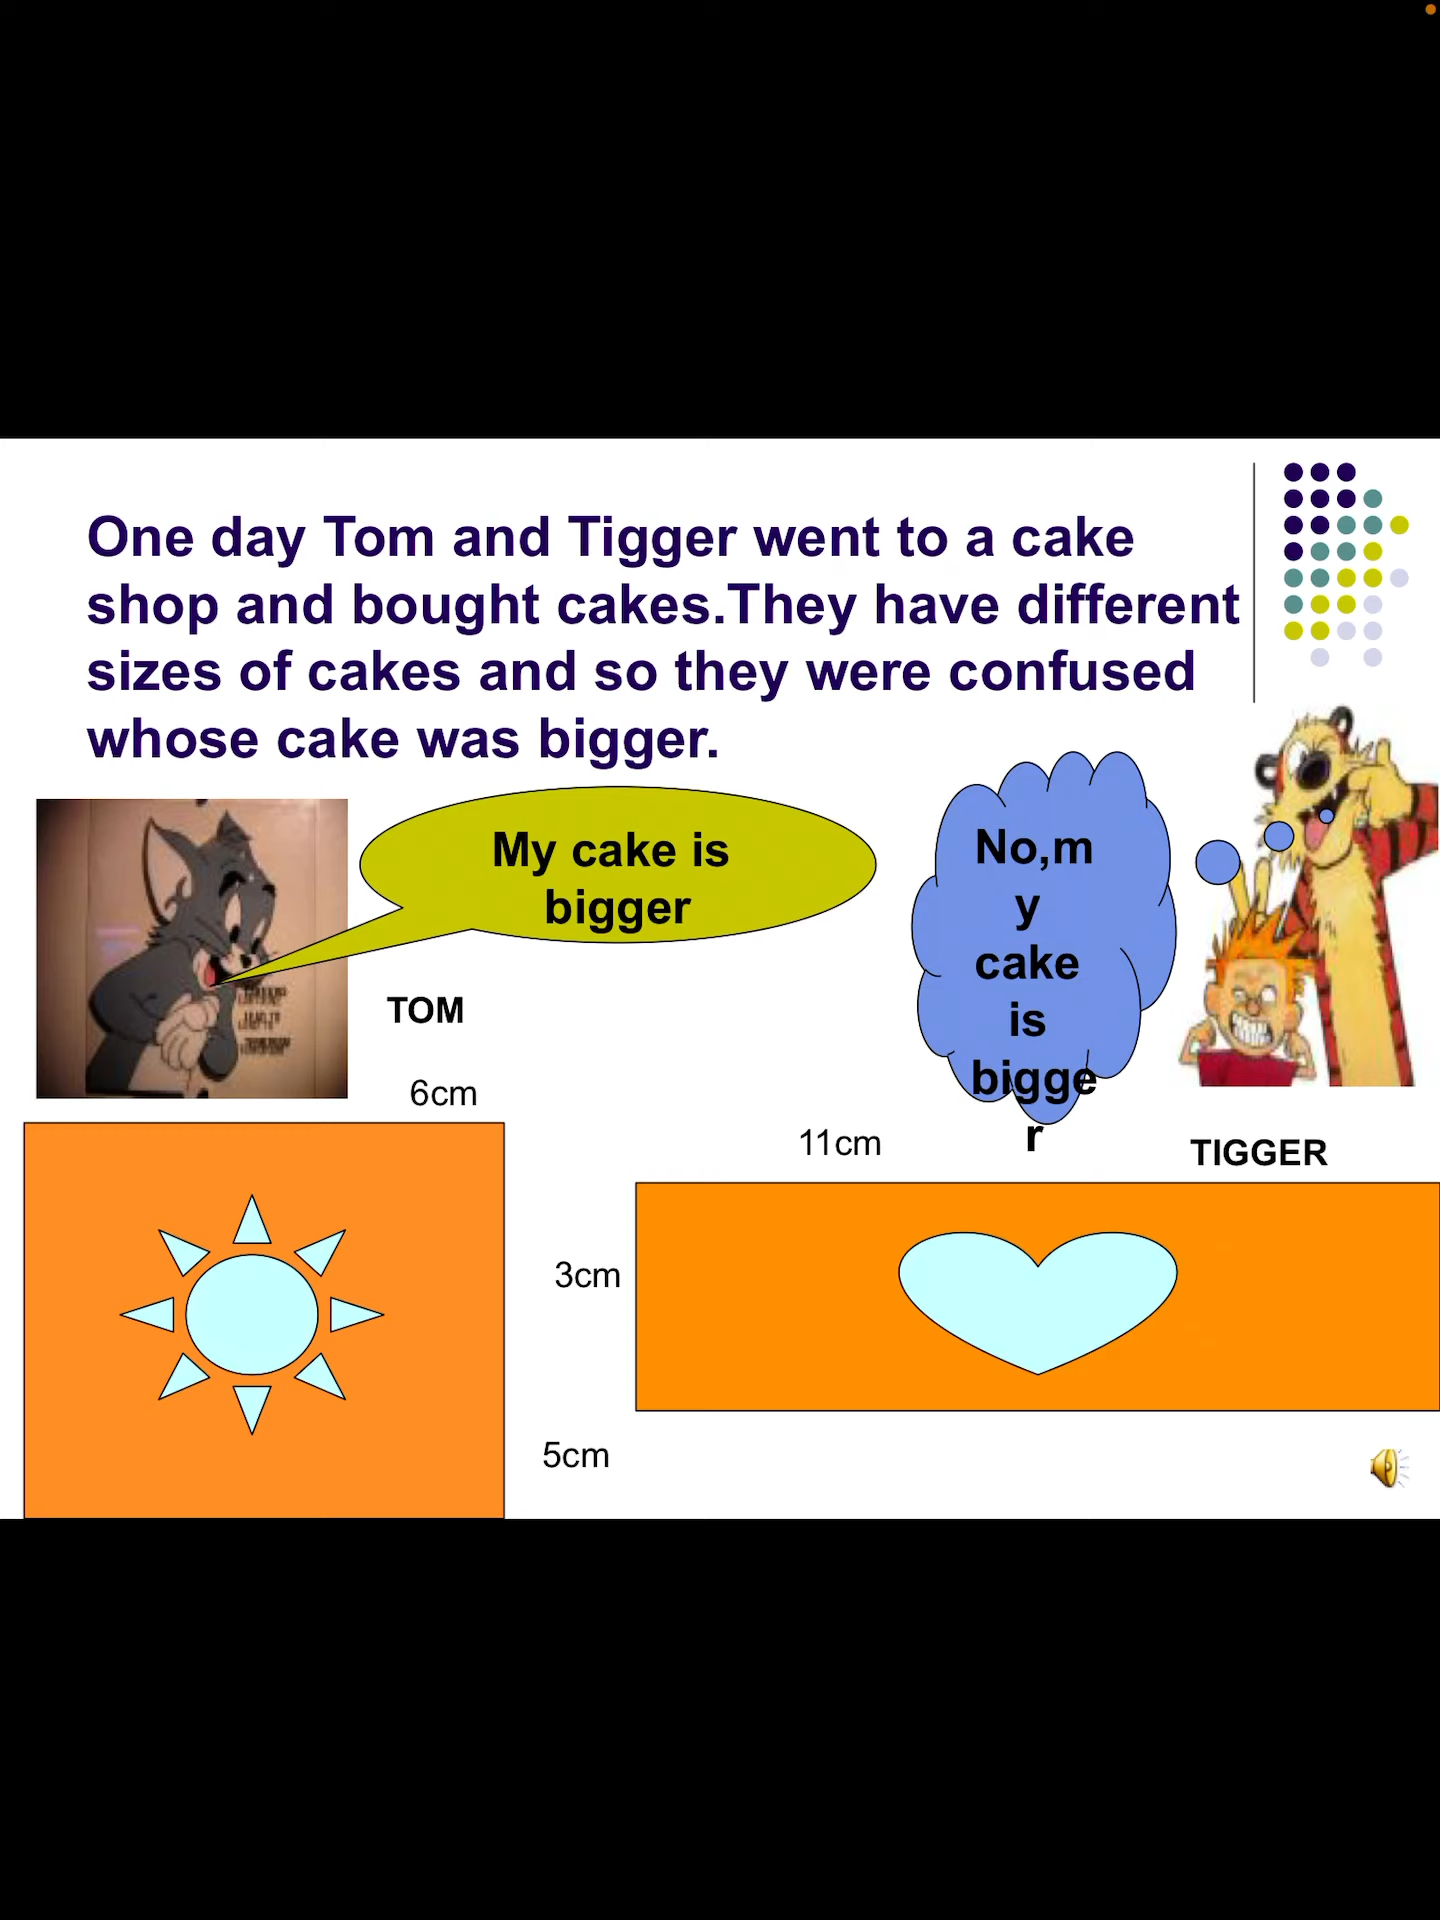 One day Tom and Tigger went to a cake
shop and bought cakes.They have different
sizes of cakes and so they were confused
whose cake was bigger.
My cake is
bigger
No,m
y
cake
is
bigge
r
TOM
6cm
11cm
TIGGER
3cm
5cm